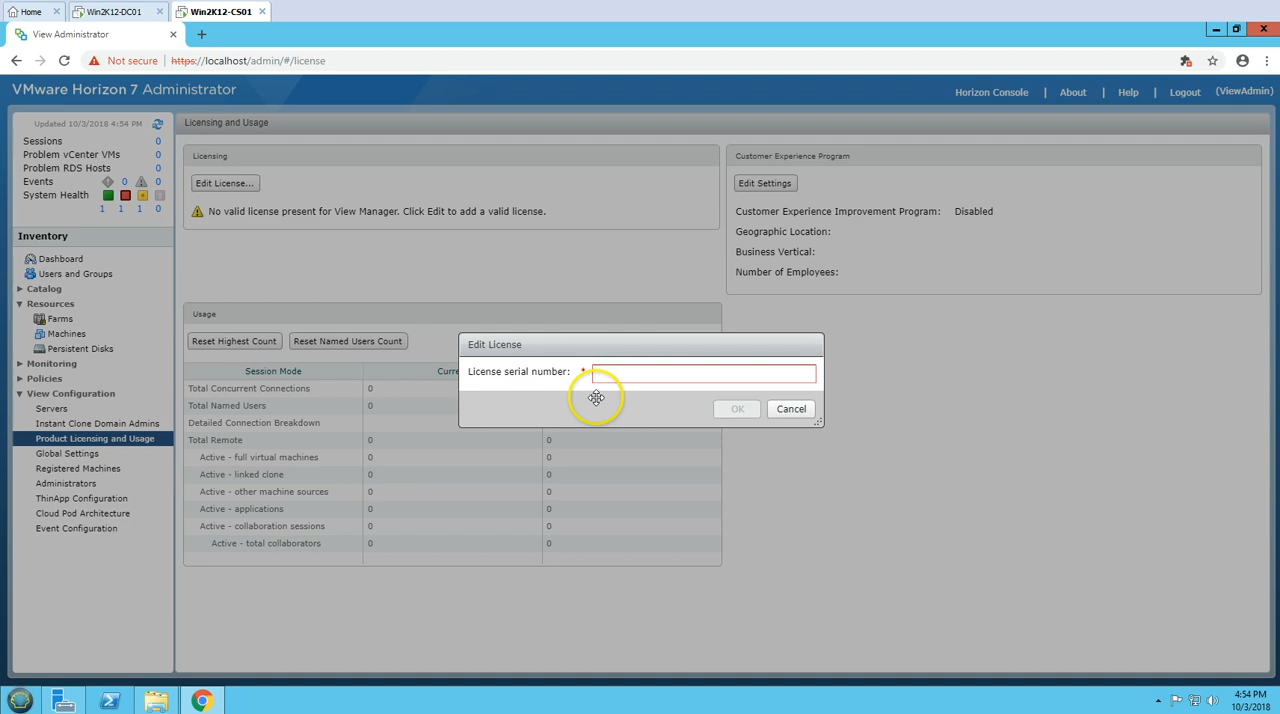 Home
Win2K12-DC01
Win2K12-CS01
View Administrator
Not secure | https://localhost/admin/#/license
VMware Horizon 7 Administrator
Horizon Console | About | Help | Logout (ViewAdmin)
Updated 10/3/2018 4:54 PM
Sessions 0
Problem vCenter VMs 0
Problem RDS Hosts 0
Events 0 0
System Health
1 1 1 0
Inventory
Dashboard
Users and Groups
Catalog
Resources
Farms
Machines
Persistent Disks
Monitoring
Policies
View Configuration
Servers
Instant Clone Domain Admins
Product Licensing and Usage
Global Settings
Registered Machines
Administrators
ThinApp Configuration
Cloud Pod Architecture
Event Configuration
Licensing and Usage
Licensing
Edit License...
No valid license present for View Manager. Click Edit to add a valid license.
Customer Experience Program
Edit Settings
Customer Experience Improvement Program: Disabled
Geographic Location:
Business Vertical:
Number of Employees:
Usage
Reset Highest Count
Reset Named Users Count
Session Mode
Total Concurrent Connections 0
Total Named Users 0
Detailed Connection Breakdown
Total Remote 0 0
Active - full virtual machines 0 0
Active - linked clone 0 0
Active - other machine sources 0 0
Active - applications 0 0
Active - collaboration sessions 0 0
Active - total collaborators 0 0
Edit License
License serial number: *
OK
Cancel
4:54 PM
10/3/2018